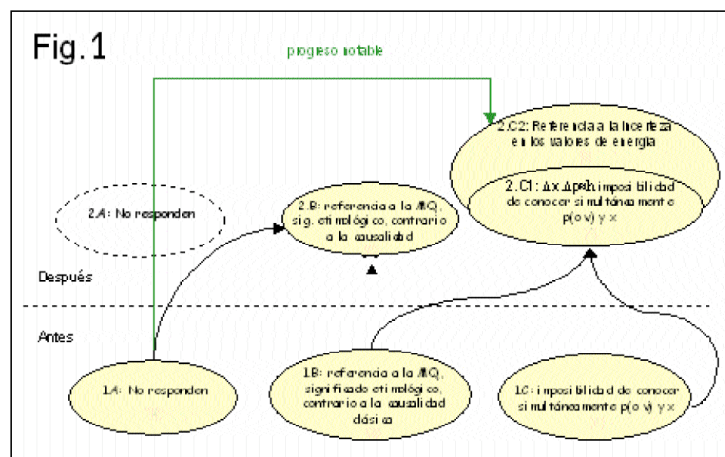 Fig.1
progreso notable
2.C2: Referencia a la incerteza
en los valores de energía
2.A: No responden
2.B: referencia a la MQ,
sig. etimológico, contrario
a la causalidad
2.C1: Δx.Δp≈h imposibilidad
de conocer simultáneamente
p(o v) y x
Después
Antes
1.A: No responden
1.B: referencia a la MQ,
significado etimológico,
contrario a la causalidad
clásica
1.C: imposibilidad de conocer
simultáneamente p(o v) y x